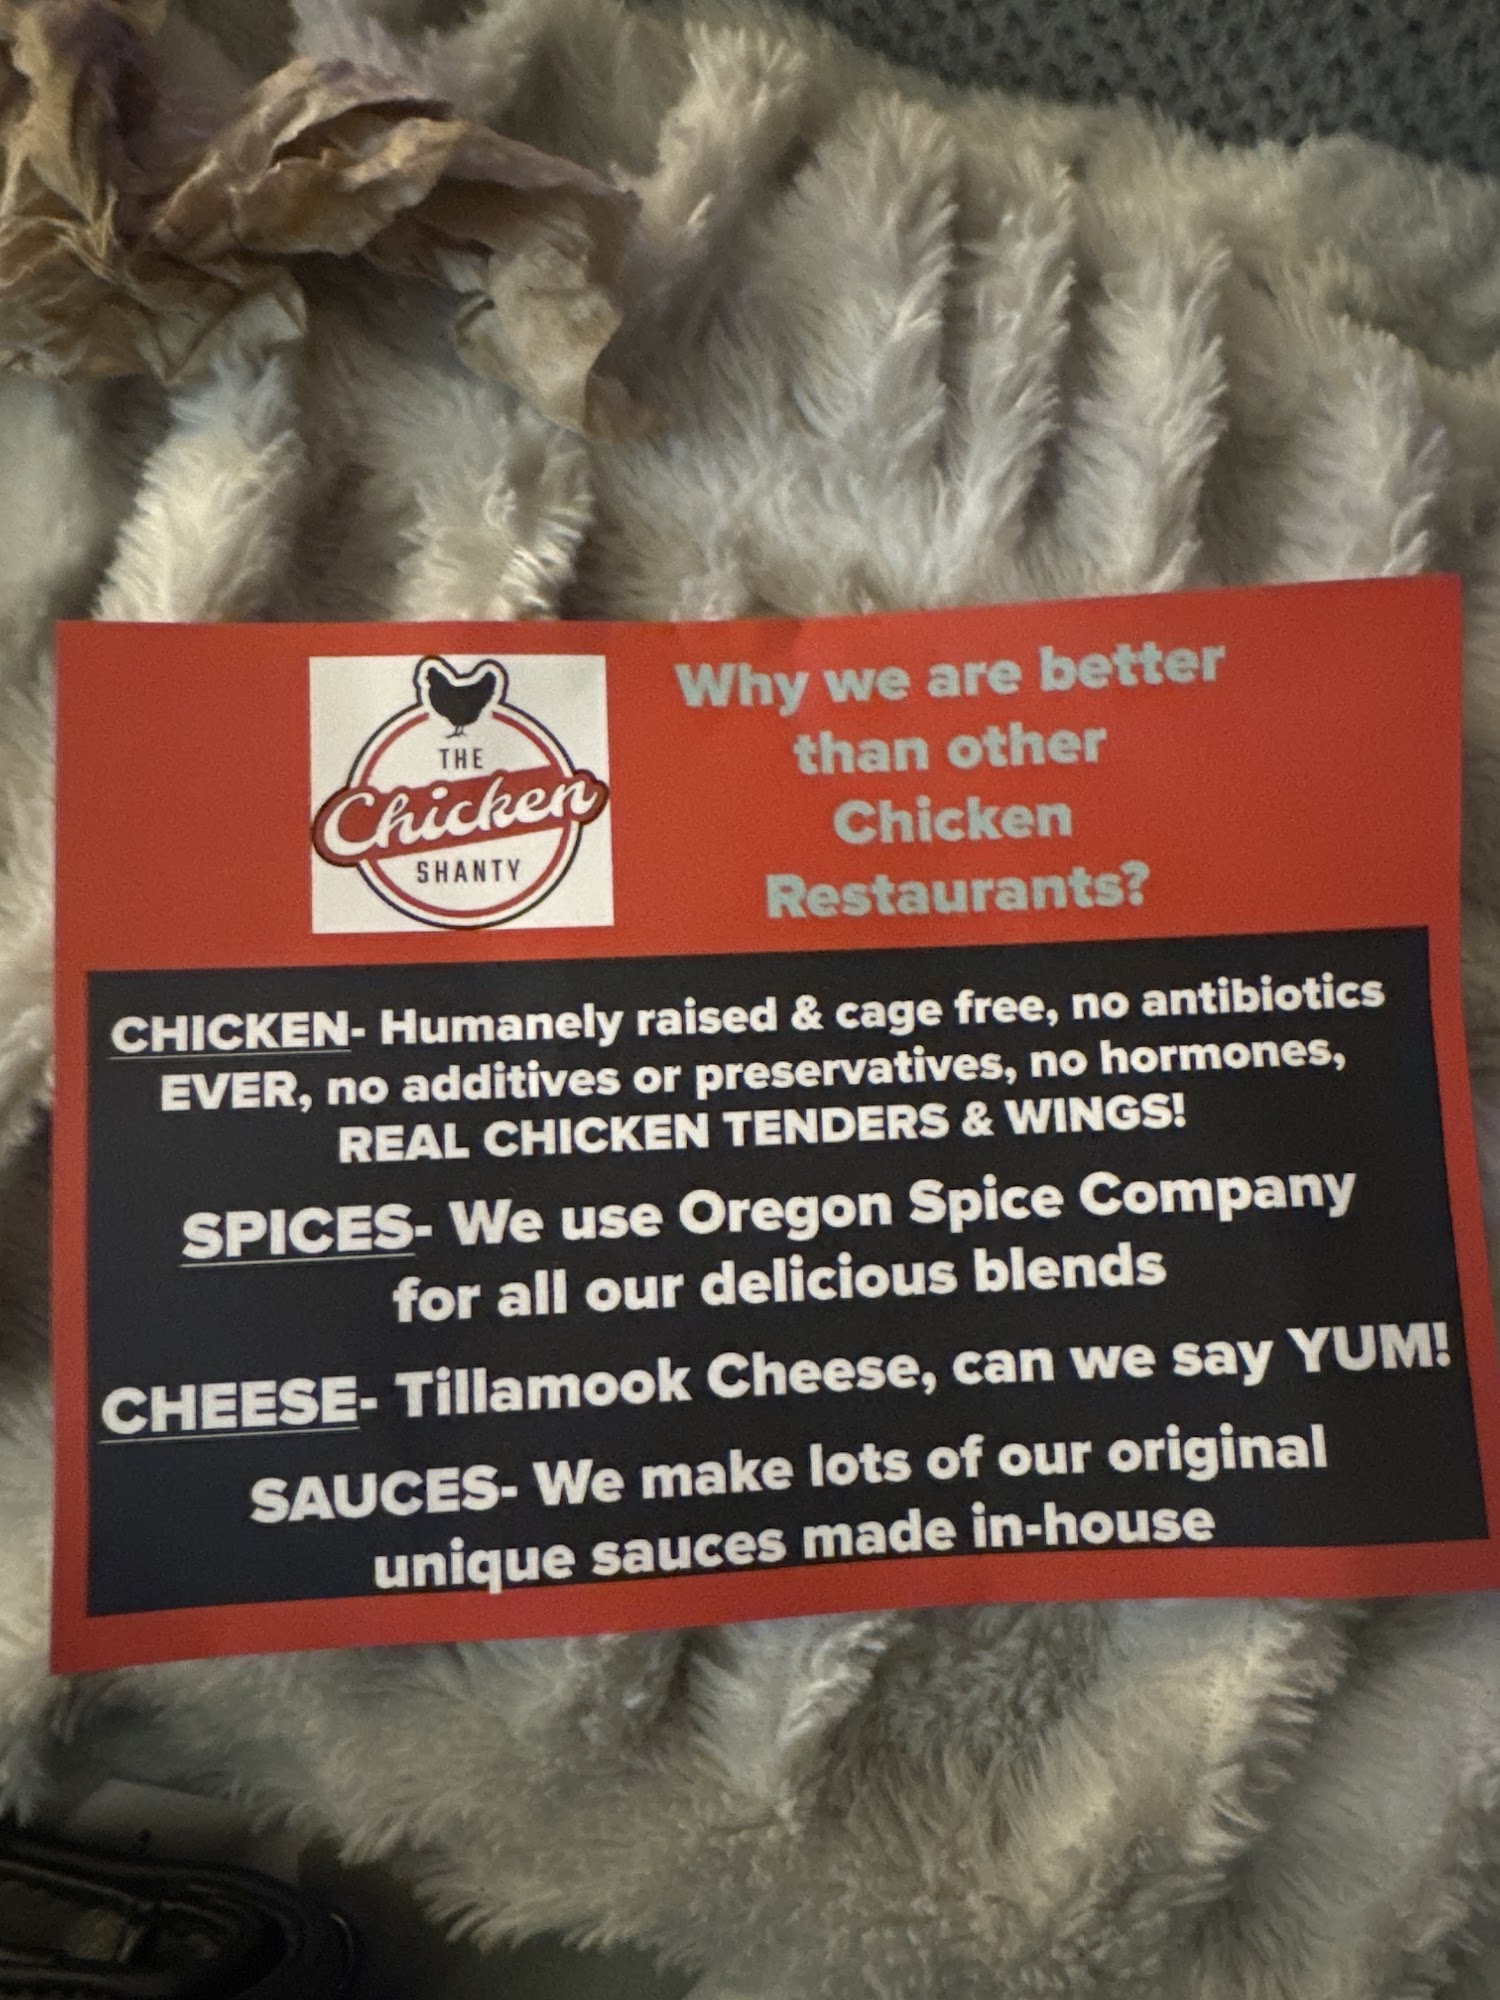 THE
Chicken
SHANTY
Why we are better
than other
Chicken
Restaurants?
CHICKEN- Humanely raised & cage free, no antibiotics
EVER, no additives or preservatives, no hormones,
REAL CHICKEN TENDERS & WINGS!
SPICES- We use Oregon Spice Company
for all our delicious blends
CHEESE- Tillamook Cheese, can we say YUM!
SAUCES- We make lots of our original
unique sauces made in-house